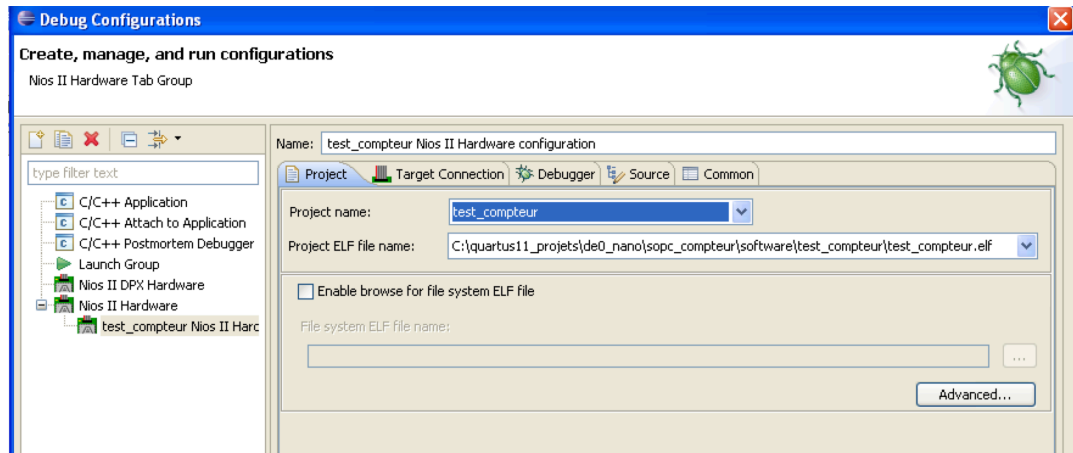 Debug Configurations
Create, manage, and run configurations
Nios II Hardware Tab Group
Name: test_compteur Nios II Hardware configuration
type filter text
Project Target Connection Debugger Source Common
C/C++ Application
C/C++ Attach to Application
C/C++ Postmortem Debugger
Launch Group
Nios II DPX Hardware
Nios II Hardware
test_compteur Nios II Harc
Project name: test_compteur
Project ELF file name: C:\quartus11_projets\de0_nano\sopc_compteur\software\test_compteur\test_compteur.elf
Enable browse for file system ELF file
File system ELF file name:
...
Advanced...